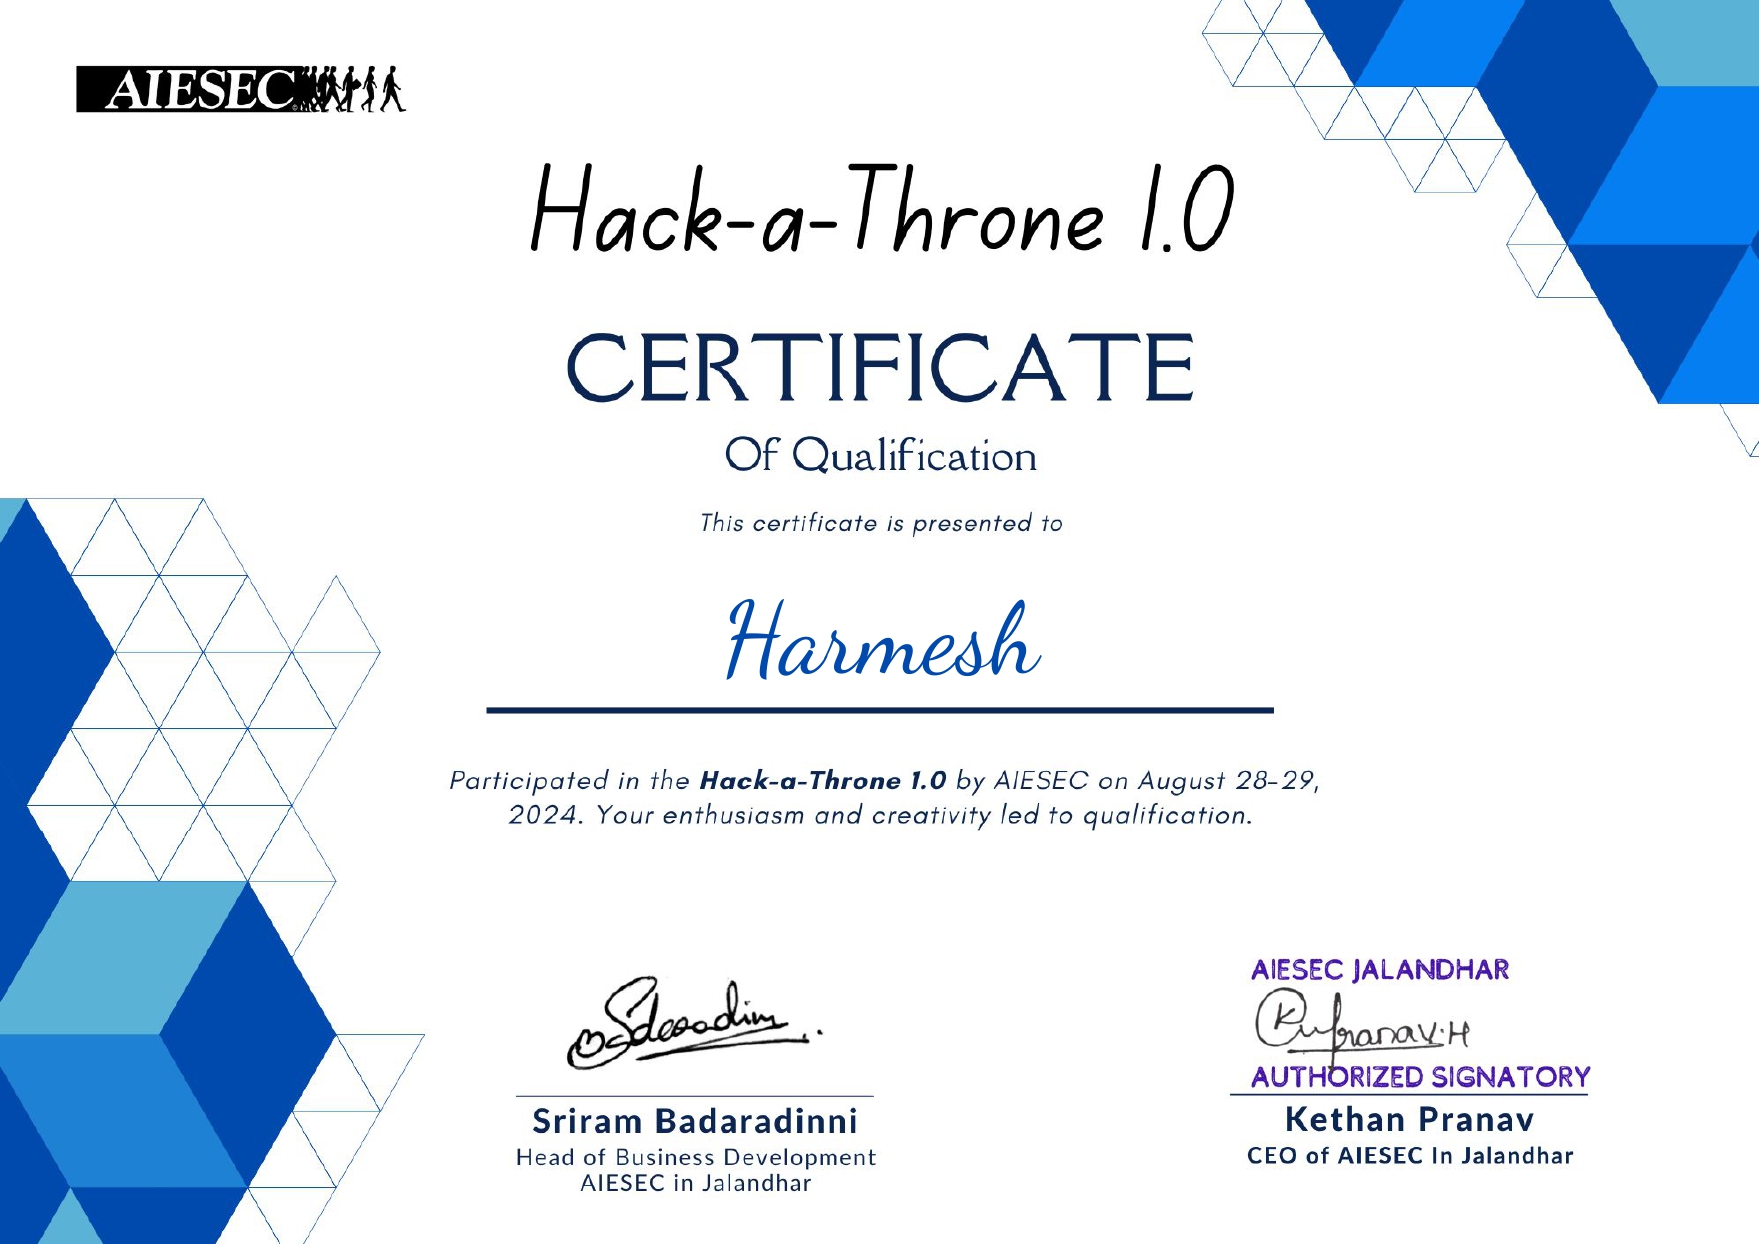 AIESEC
Hack-a-Throne 1.0
CERTIFICATE
Of Qualification
This certificate is presented to
Harmesh
Participated in the Hack-a-Throne 1.0 by AIESEC on August 28-29,
2024. Your enthusiasm and creativity led to qualification.
Sriram Badaradinni
Head of Business Development
AIESEC in Jalandhar
AIESEC JALANDHAR
AUTHORIZED SIGNATORY
Kethan Pranav
CEO of AIESEC In Jalandhar